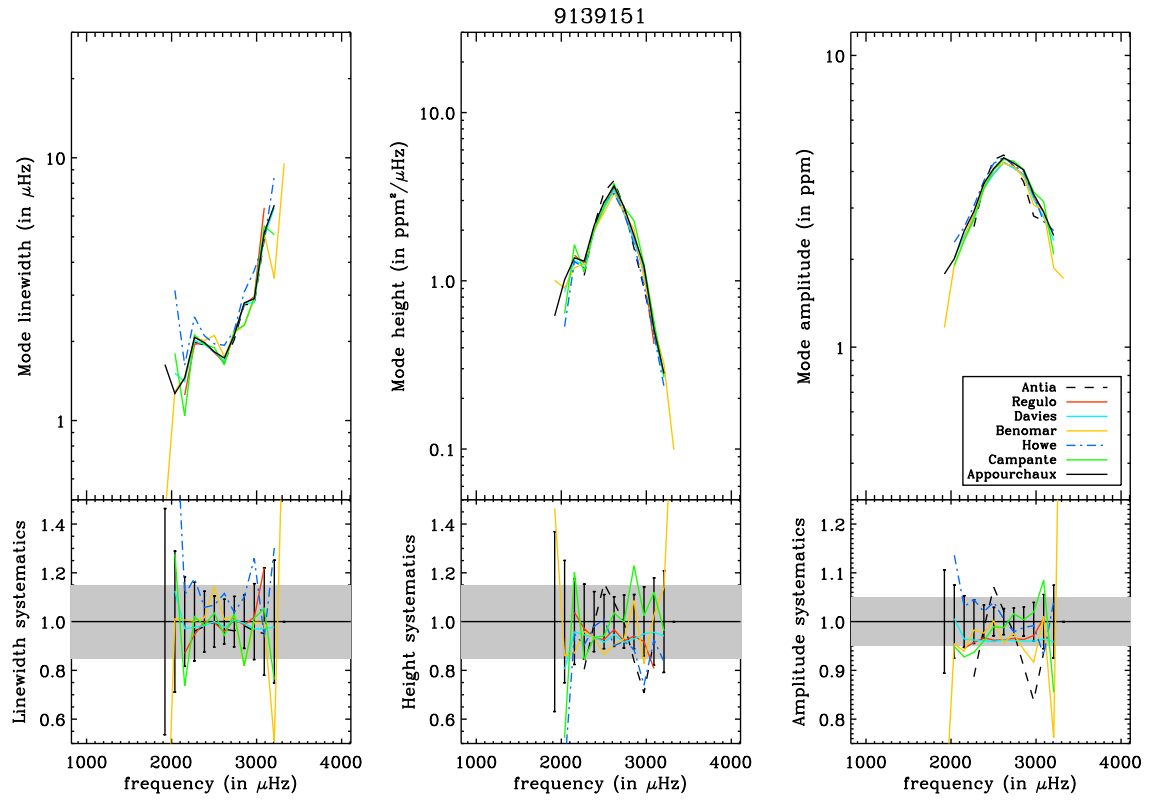 9139151
Mode linewidth (in μHz)
10
1
Linewidth systematics
1.4
1.2
1.0
0.8
0.6
1000
2000
3000
4000
frequency (in μHz)
Mode height (in ppm²/μHz)
10.0
1.0
0.1
Height systematics
1.4
1.2
1.0
0.8
0.6
1000
2000
3000
4000
frequency (in μHz)
Mode amplitude (in ppm)
10
1
Antia
Regulo
Davies
Benomar
Howe
Campante
Appourchaux
Amplitude systematics
1.2
1.1
1.0
0.9
0.8
1000
2000
3000
4000
frequency (in μHz)